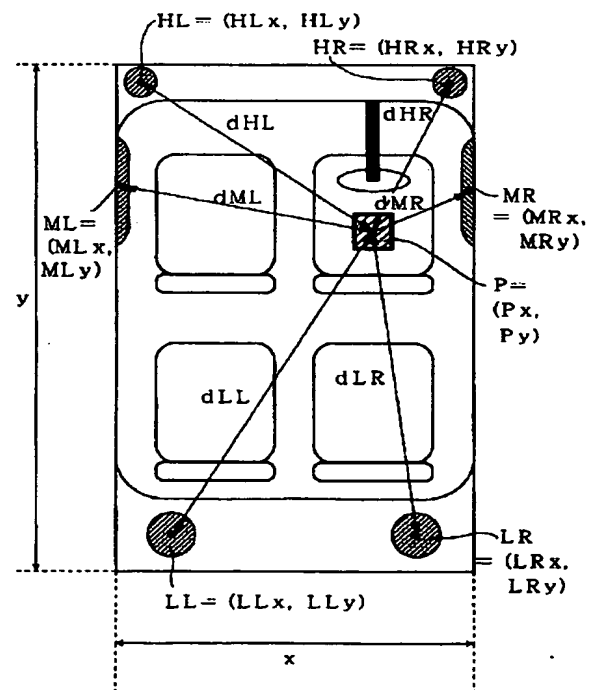 HL= (HLx, HLy)
HR= (HRx, HRy)
dHL
dHR
dML
dMR
ML=
(MLx,
MLy)
MR
= (MRx,
MRy)
y
P=
(Px,
Py)
dLL
dLR
LR
= (LRx,
LRy)
LL= (LLx, LLy)
x